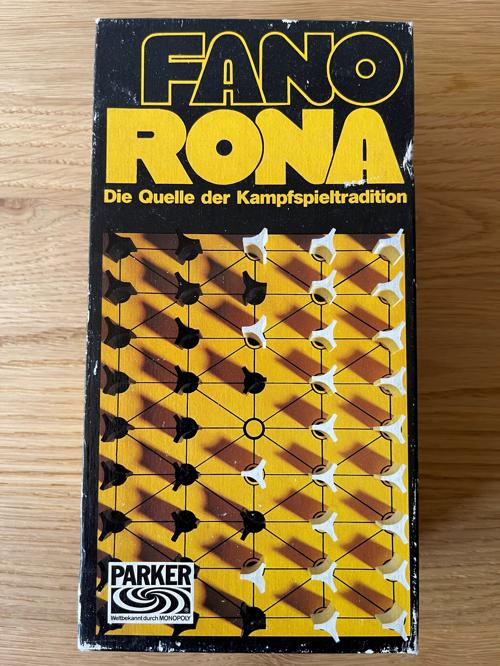 FANO
RONA
Die Quelle der Kampfspieltradition
PARKER
Weltbekannt durch MONOPOLY